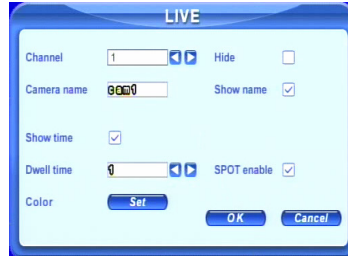 LIVE
Channel 1 Hide
Camera name cam1 Show name
Show time
Dwell time 1 SPOT enable
Color Set
OK Cancel